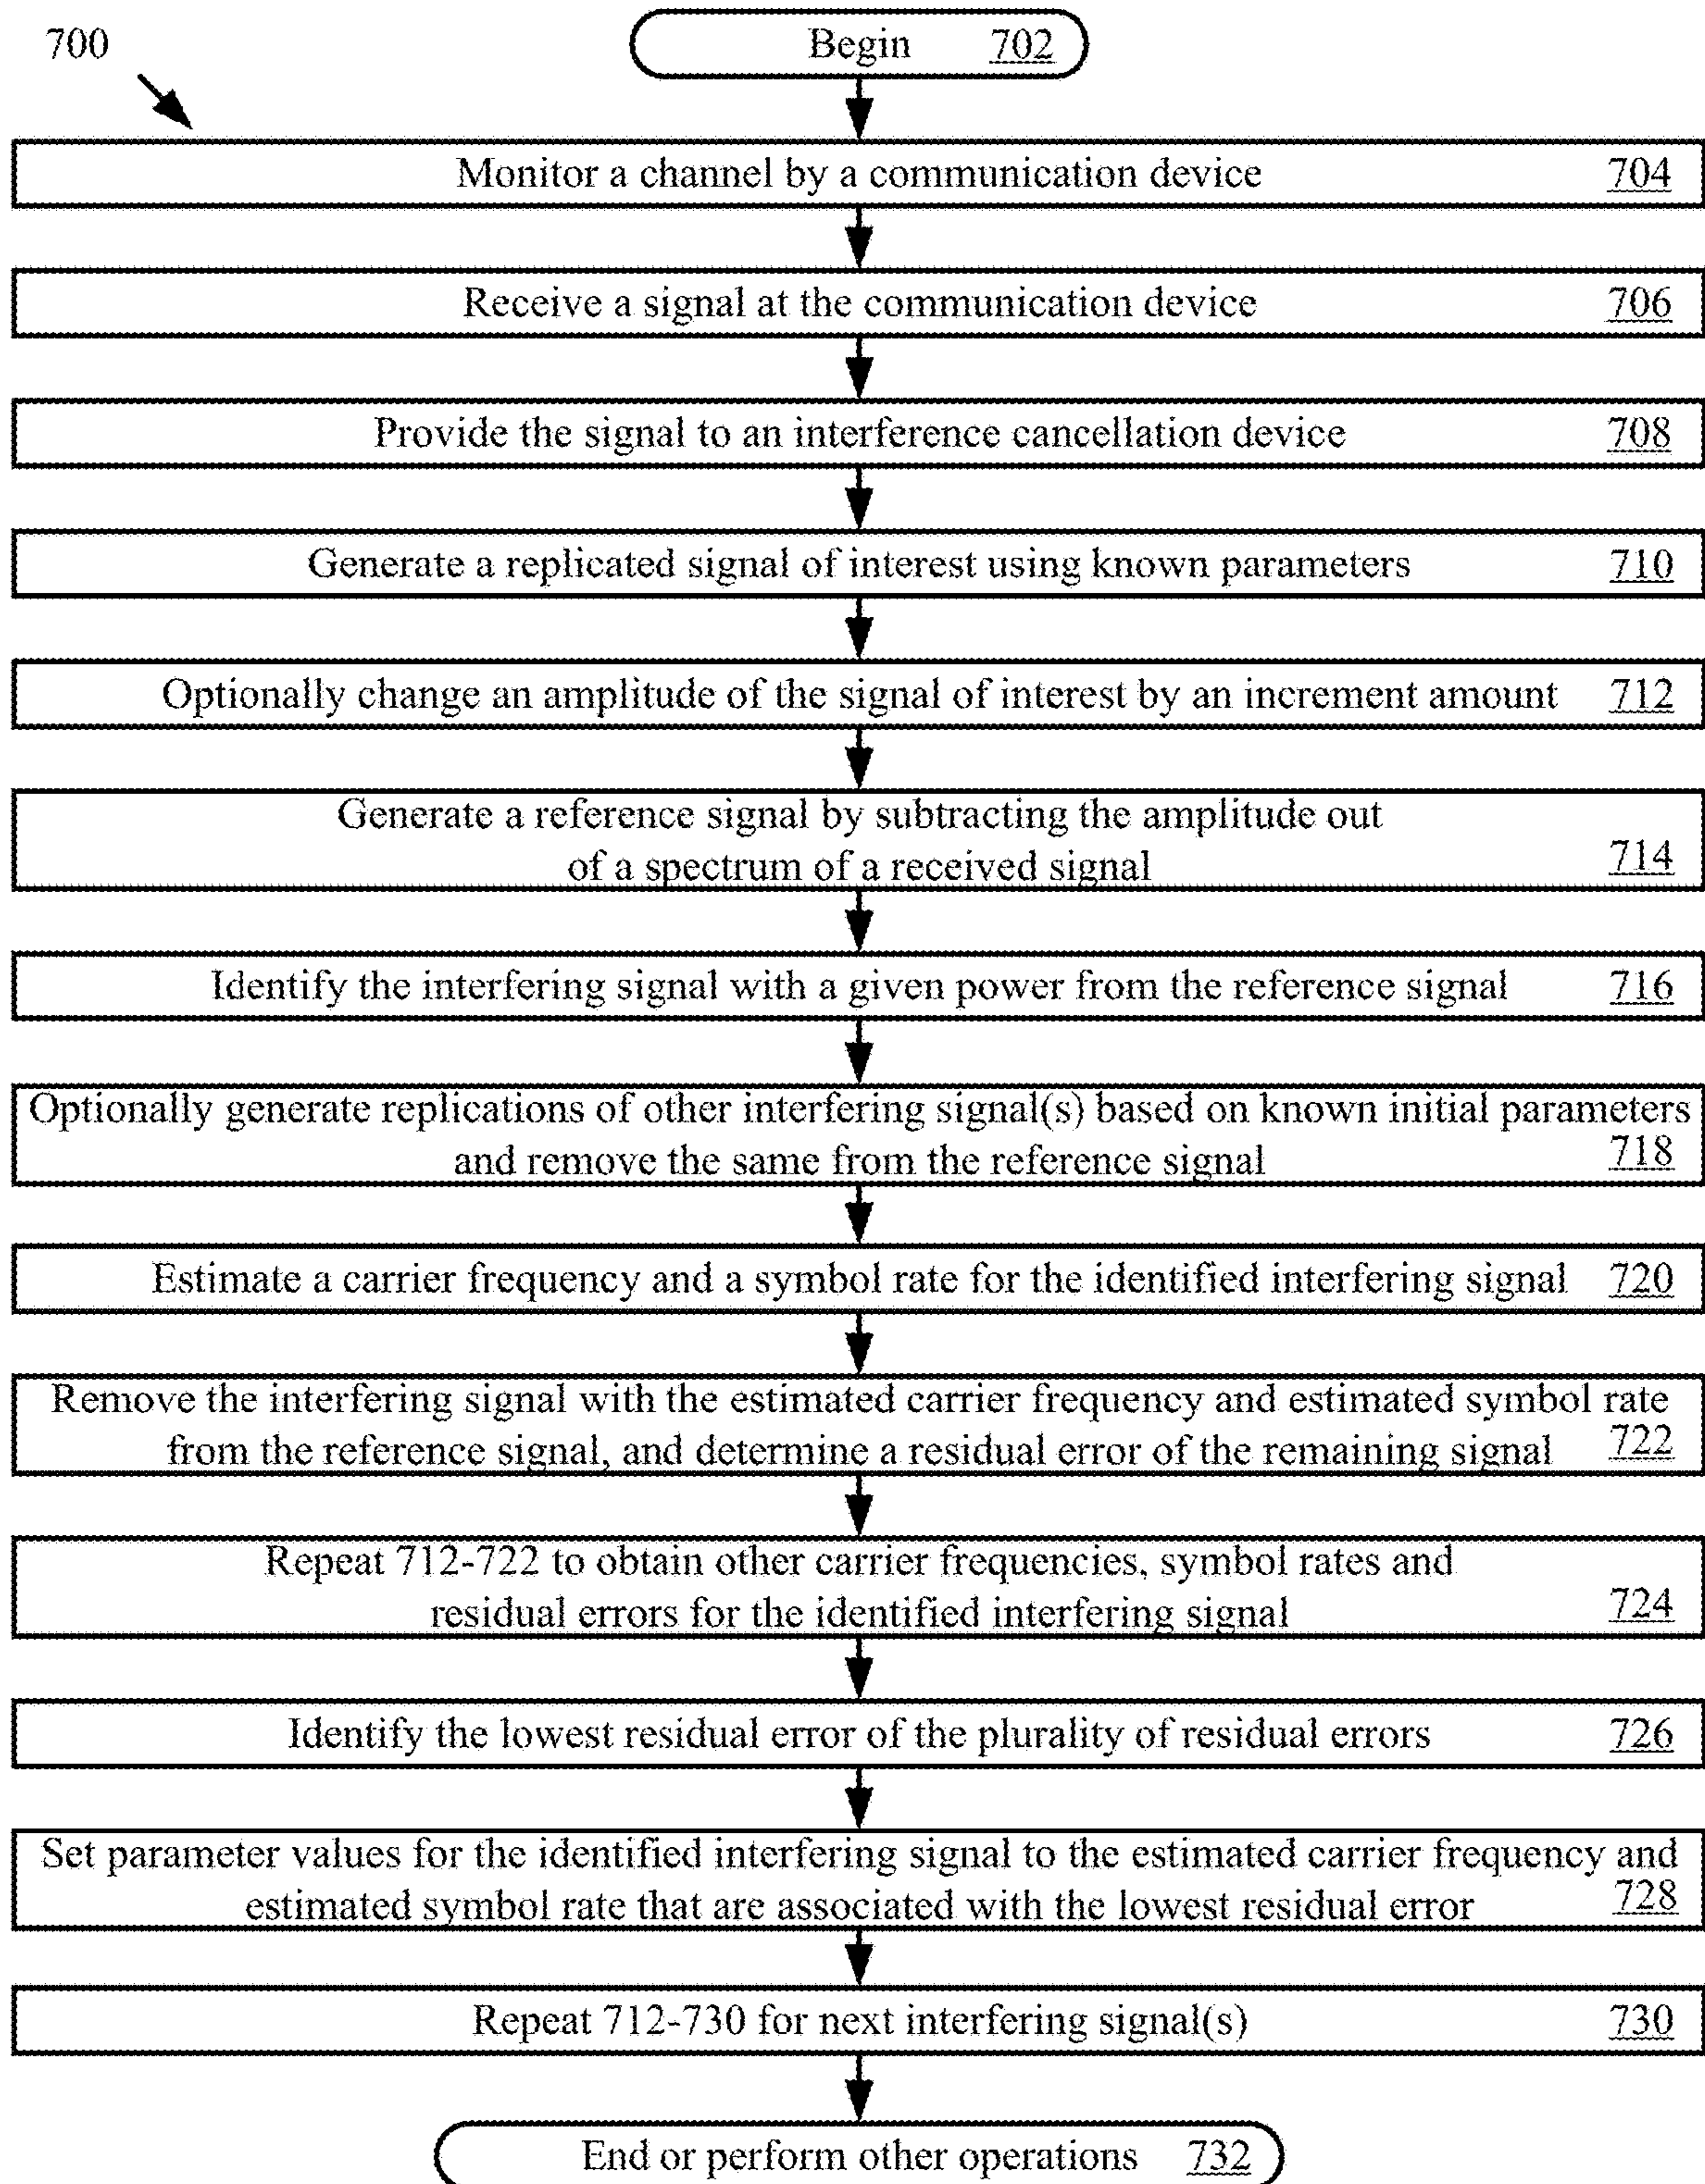 700
Begin 702
Monitor a channel by a communication device 704
Receive a signal at the communication device 706
Provide the signal to an interference cancellation device 708
Generate a replicated signal of interest using known parameters 710
Optionally change an amplitude of the signal of interest by an increment amount 712
Generate a reference signal by subtracting the amplitude out
of a spectrum of a received signal 714
Identify the interfering signal with a given power from the reference signal 716
Optionally generate replications of other interfering signal(s) based on known initial parameters
and remove the same from the reference signal 718
Estimate a carrier frequency and a symbol rate for the identified interfering signal 720
Remove the interfering signal with the estimated carrier frequency and estimated symbol rate
from the reference signal, and determine a residual error of the remaining signal 722
Repeat 712-722 to obtain other carrier frequencies, symbol rates and
residual errors for the identified interfering signal 724
Identify the lowest residual error of the plurality of residual errors 726
Set parameter values for the identified interfering signal to the estimated carrier frequency and
estimated symbol rate that are associated with the lowest residual error 728
Repeat 712-730 for next interfering signal(s) 730
End or perform other operations 732